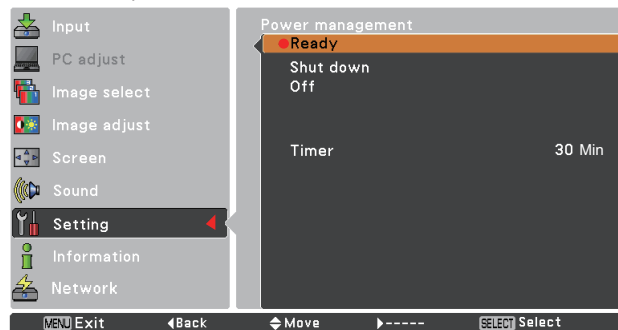 Input
PC adjust
Image select
Image adjust
Screen
Sound
Setting
Information
Network
Power management
Ready
Shut down
Off
Timer 30 Min
MENU Exit Back Move ----- SELECT Select